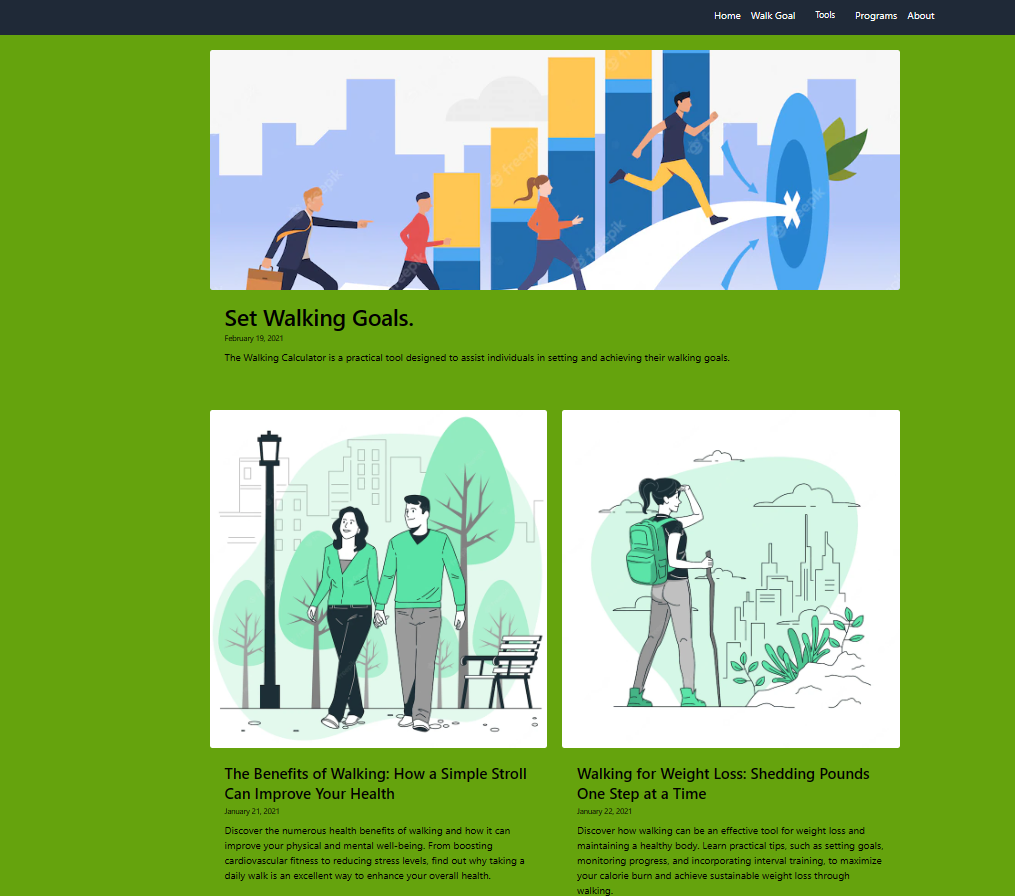 Home Walk Goal Tools Programs About
freepik
freepik
freepik
freepik
freepik
Set Walking Goals.
February 19, 2021
The Walking Calculator is a practical tool designed to assist individuals in setting and achieving their walking goals.
The Benefits of Walking: How a Simple Stroll
Can Improve Your Health
January 21, 2021
Discover the numerous health benefits of walking and how it can
improve your physical and mental well-being. From boosting
cardiovascular fitness to reducing stress levels, find out why taking a
daily walk is an excellent way to enhance your overall health.
Walking for Weight Loss: Shedding Pounds
One Step at a Time
January 22, 2021
Discover how walking can be an effective tool for weight loss and
maintaining a healthy body. Learn practical tips, such as setting goals,
monitoring progress, and incorporating interval training, to maximize
your calorie burn and achieve sustainable weight loss through
walking.